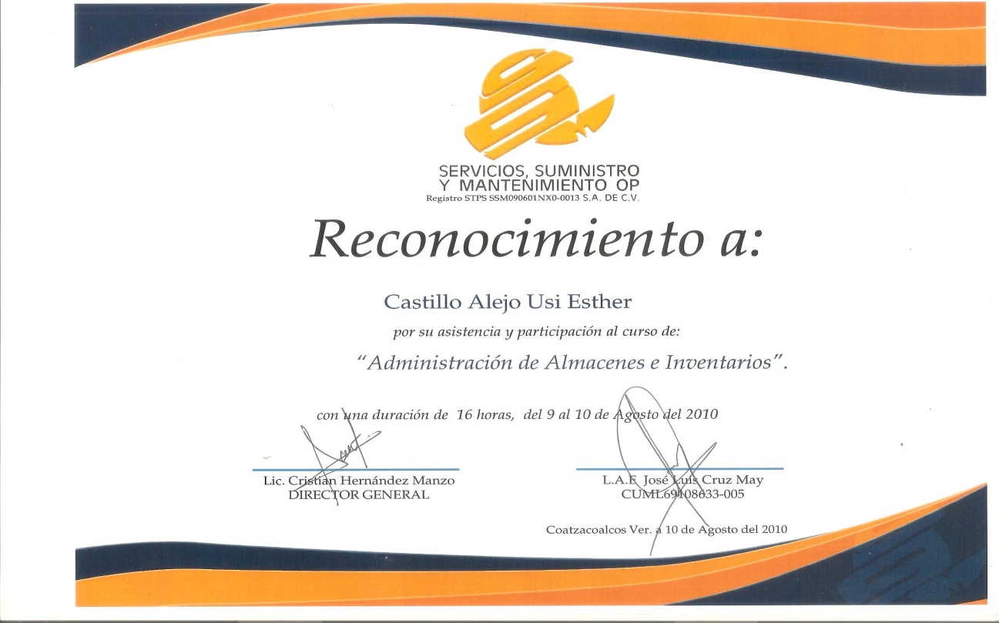 SERVICIOS, SUMINISTRO
Y MANTENIMIENTO OP
Registro STPS SSM090601NX0-0013 S.A. DE C.V.
Reconocimiento a:
Castillo Alejo Usi Esther
por su asistencia y participación al curso de:
“Administración de Almacenes e Inventarios”.
con una duración de 16 horas, del 9 al 10 de Agosto del 2010
Lic. Cristian Hernández Manzo
DIRECTOR GENERAL
L.A.E José Luis Cruz May
CUML69108633-005
Coatzacoalcos Ver. a 10 de Agosto del 2010